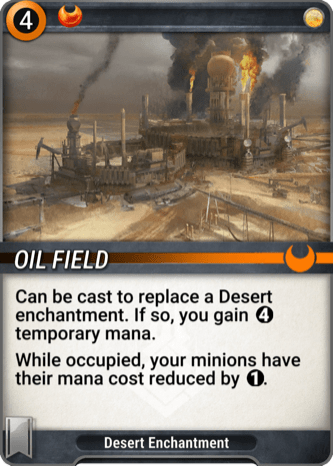 4
OIL FIELD
Can be cast to replace a Desert
enchantment. If so, you gain 4
temporary mana.
While occupied, your minions have
their mana cost reduced by 1.
Desert Enchantment